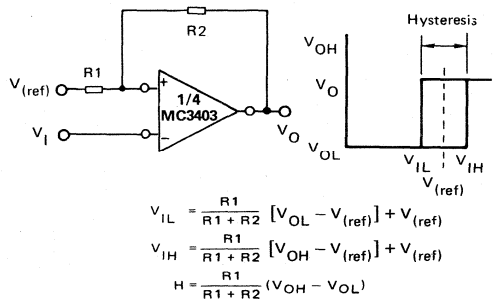 R2
R1
V(ref)
+
1/4
MC3403
−
VI
VO
Hysteresis
VOH
VO
VOL
VIL
VIH
V(ref)
VIL = R1 / R1 + R2 [VOL − V(ref)] + V(ref)
VIH = R1 / R1 + R2 [VOH − V(ref)] + V(ref)
H = R1 / R1 + R2 (VOH − VOL)